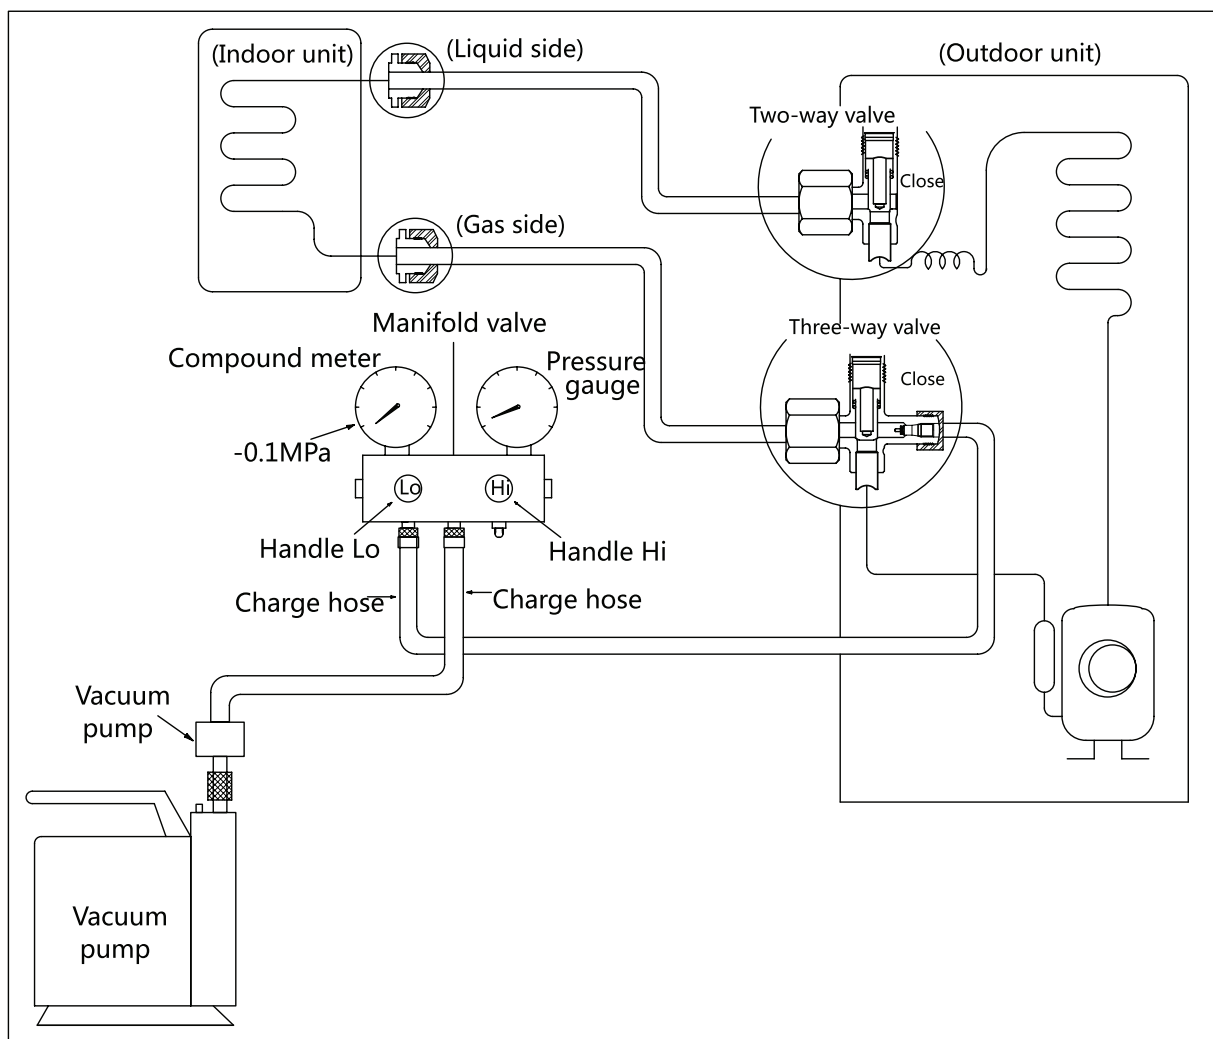 (Indoor unit)
(Liquid side)
(Outdoor unit)
Two-way valve
Close
(Gas side)
Manifold valve
Three-way valve
Compound meter
Pressure
gauge
Close
-0.1MPa
Lo
Hi
Handle Lo
Handle Hi
Charge hose
Charge hose
Vacuum
pump
Vacuum
pump